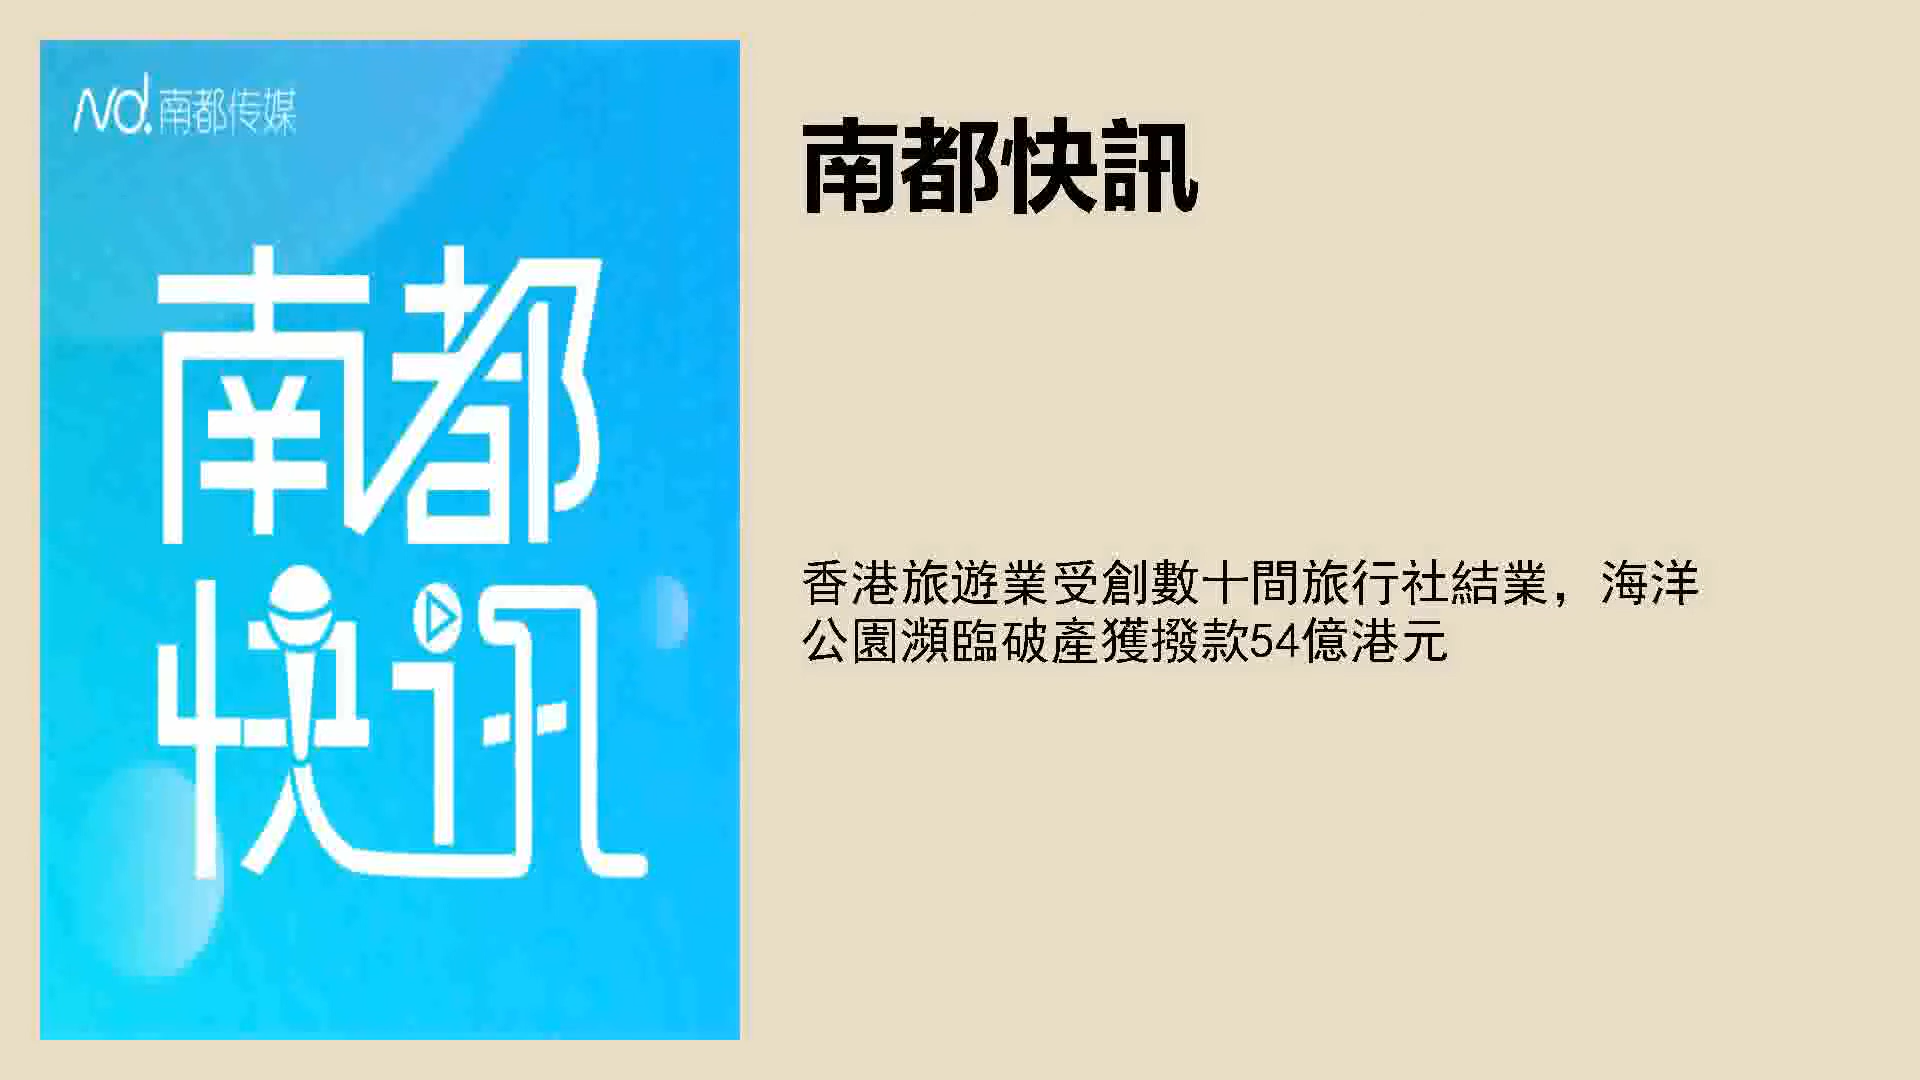 Nd.南都传媒
南都
快讯
南都快訊
香港旅遊業受創數十間旅行社結業，海洋
公園瀕臨破產獲撥款54億港元